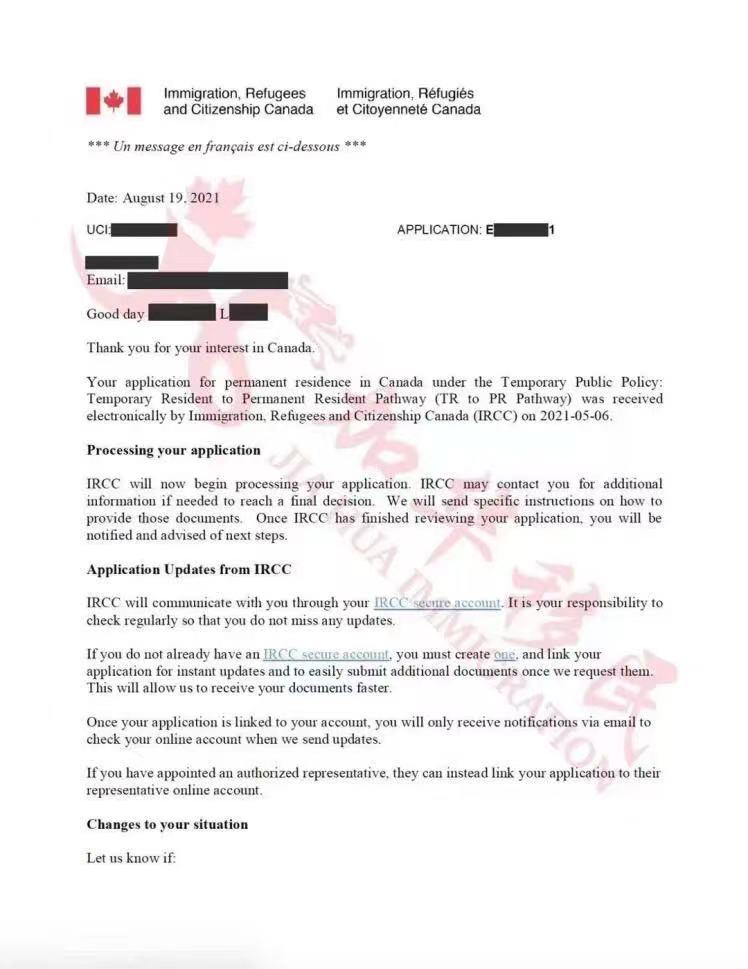 Immigration, Refugees and Citizenship Canada
Immigration, Réfugiés et Citoyenneté Canada
*** Un message en français est ci-dessous ***
Date: August 19, 2021
UCI:
APPLICATION: E 1
Email:
Good day L
Thank you for your interest in Canada.
Your application for permanent residence in Canada under the Temporary Public Policy:
Temporary Resident to Permanent Resident Pathway (TR to PR Pathway) was received
electronically by Immigration, Refugees and Citizenship Canada (IRCC) on 2021-05-06.
Processing your application
IRCC will now begin processing your application. IRCC may contact you for additional
information if needed to reach a final decision. We will send specific instructions on how to
provide those documents. Once IRCC has finished reviewing your application, you will be
notified and advised of next steps.
Application Updates from IRCC
IRCC will communicate with you through your IRCC secure account. It is your responsibility to
check regularly so that you do not miss any updates.
If you do not already have an IRCC secure account, you must create one, and link your
application for instant updates and to easily submit additional documents once we request them.
This will allow us to receive your documents faster.
Once your application is linked to your account, you will only receive notifications via email to
check your online account when we send updates.
If you have appointed an authorized representative, they can instead link your application to their
representative online account.
Changes to your situation
Let us know if:
加华移民
JIAHUA IMMIGRATION